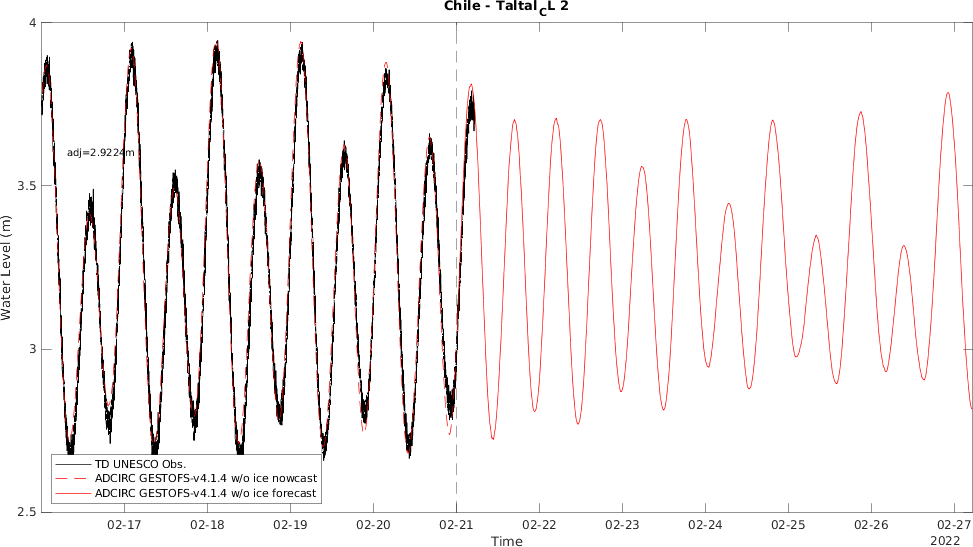 Chile - Taltal_CL 2
4
3.5
3
2.5
Water Level (m)
adj=2.9224m
TD UNESCO Obs.
ADCIRC GESTOFS-v4.1.4 w/o ice nowcast
ADCIRC GESTOFS-v4.1.4 w/o ice forecast
02-17 02-18 02-19 02-20 02-21 02-22 02-23 02-24 02-25 02-26 02-27
Time
2022